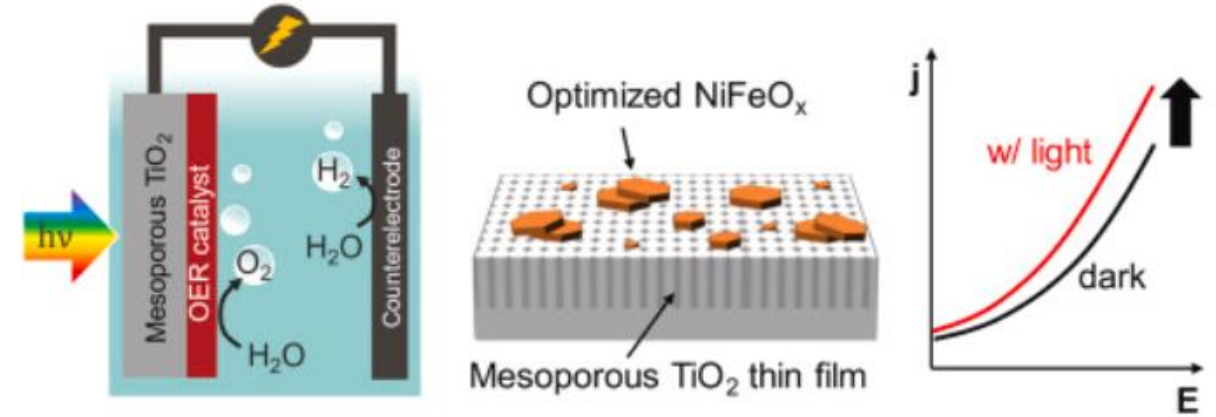 hν
Mesoporous TiO₂
OER catalyst
O₂
H₂O
H₂
H₂O
Counterelectrode
Optimized NiFeOₓ
Mesoporous TiO₂ thin film
j
w/ light
dark
E